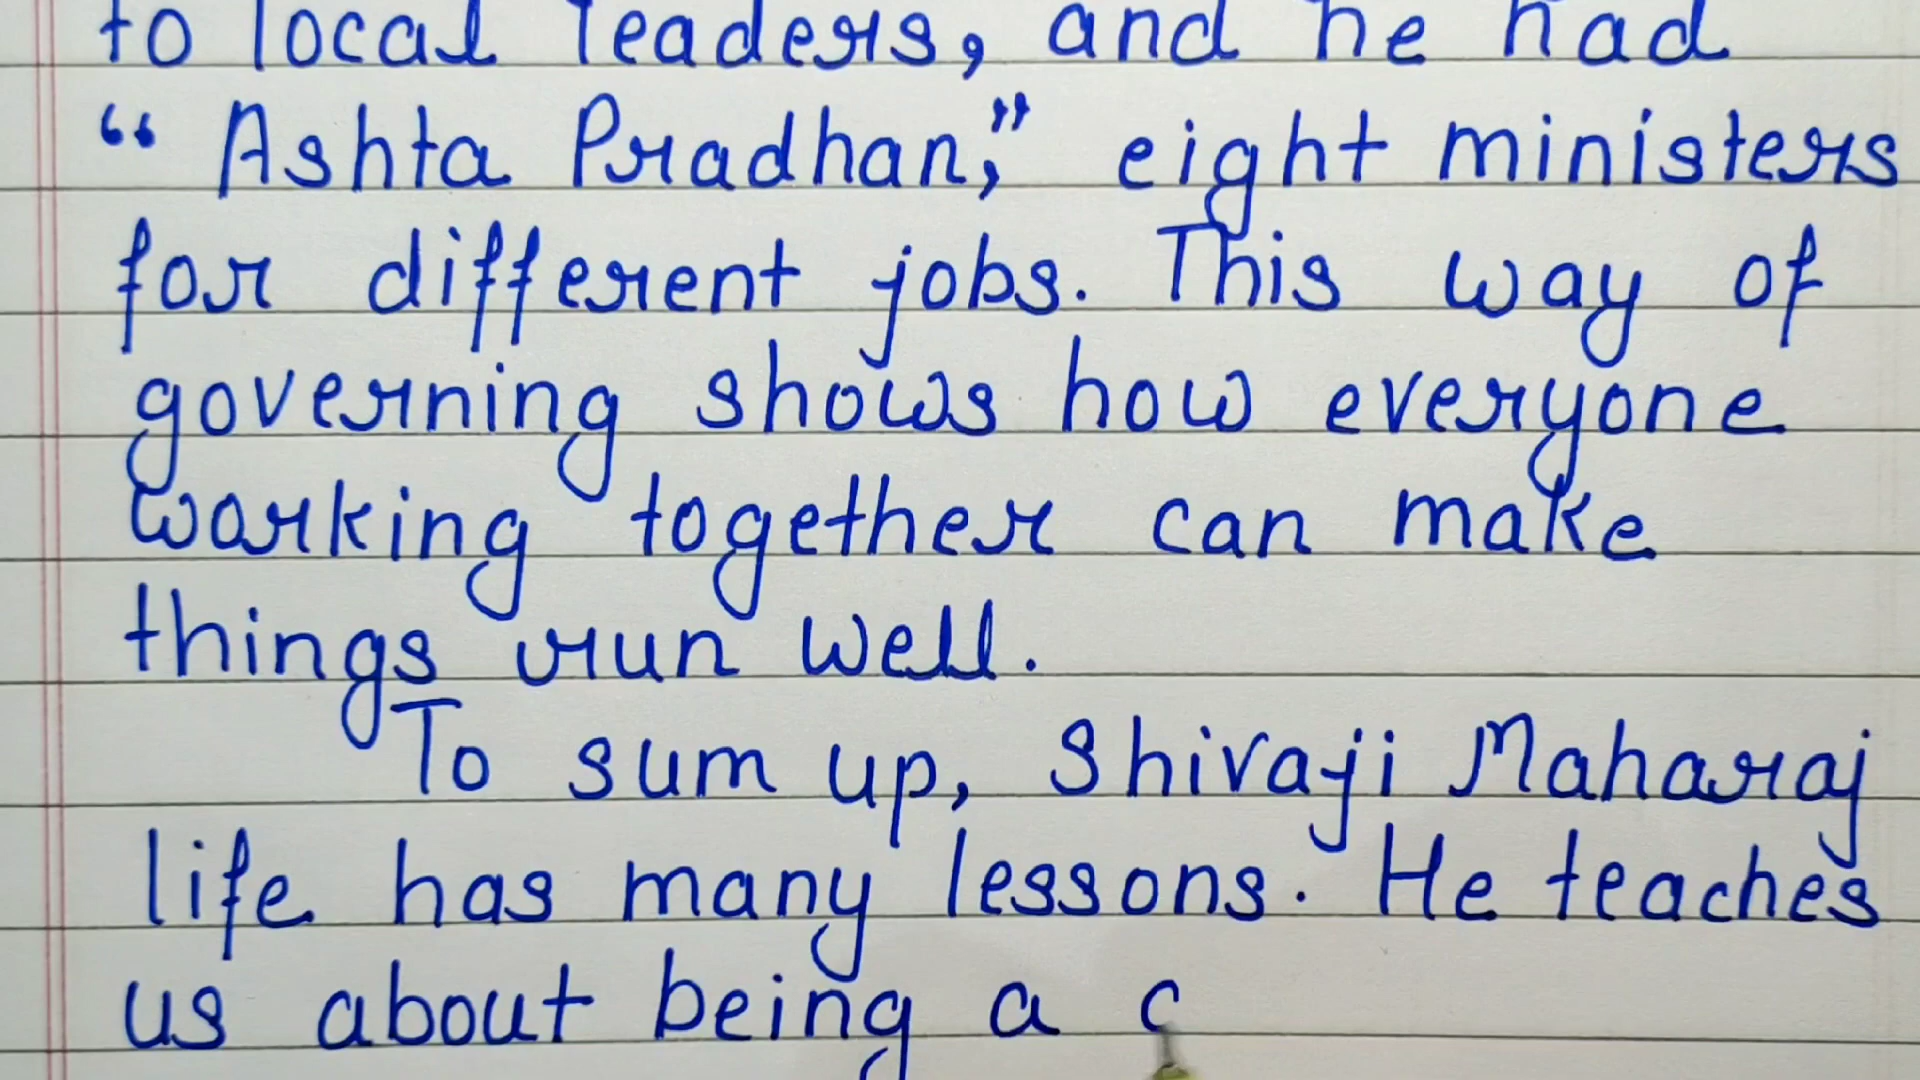 to local leaders, and he had
“Ashta Pradhan,” eight ministers
for different jobs. This way of
governing shows how everyone
working together can make
things run well.
To sum up, Shivaji Maharaj
life has many lessons. He teaches
us about being a